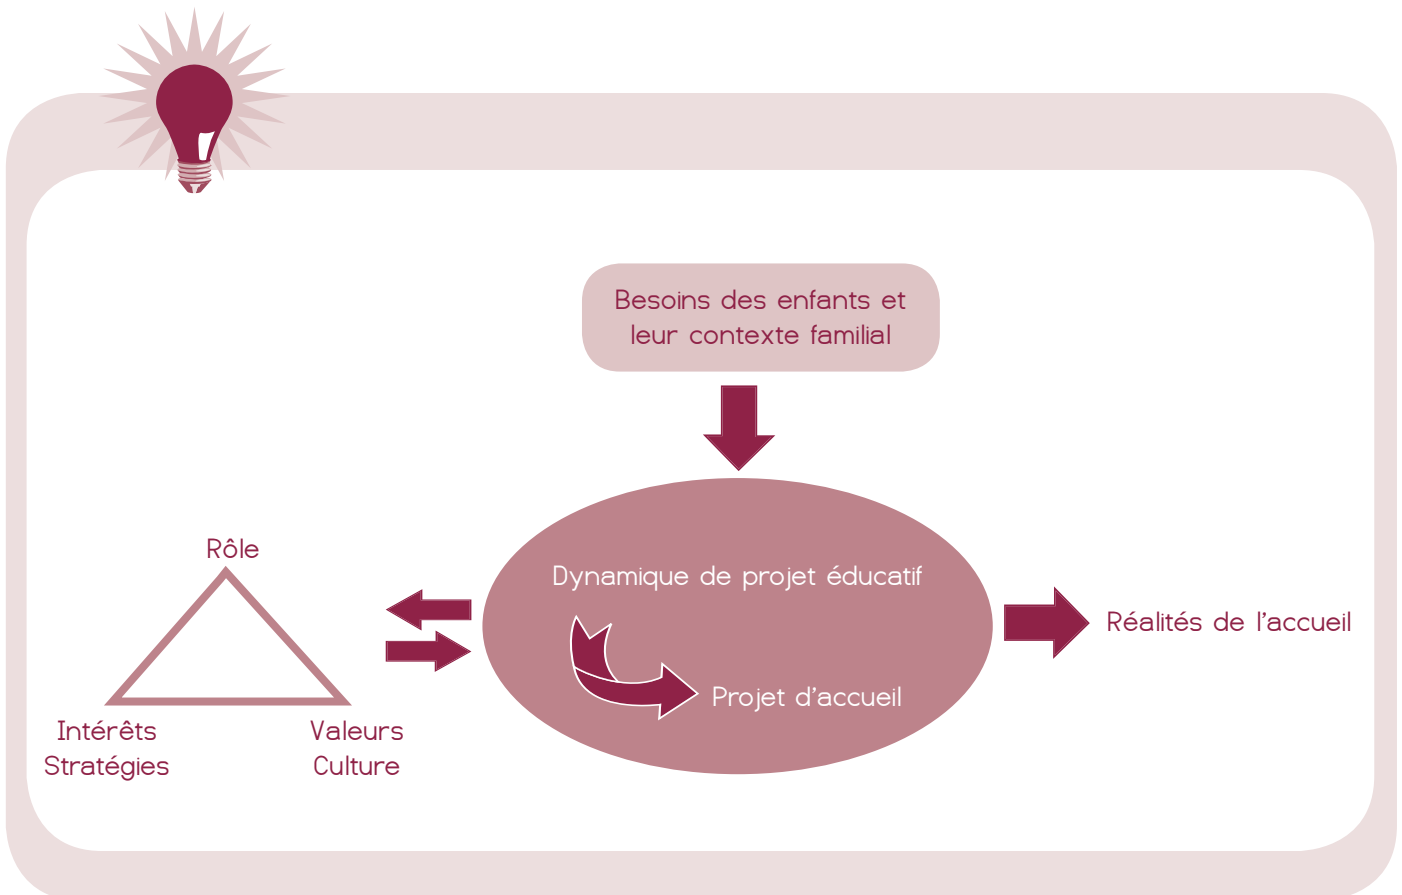 Besoins des enfants et
leur contexte familial
Rôle
Dynamique de projet éducatif
Réalités de l'accueil
Projet d'accueil
Intérêts
Stratégies
Valeurs
Culture